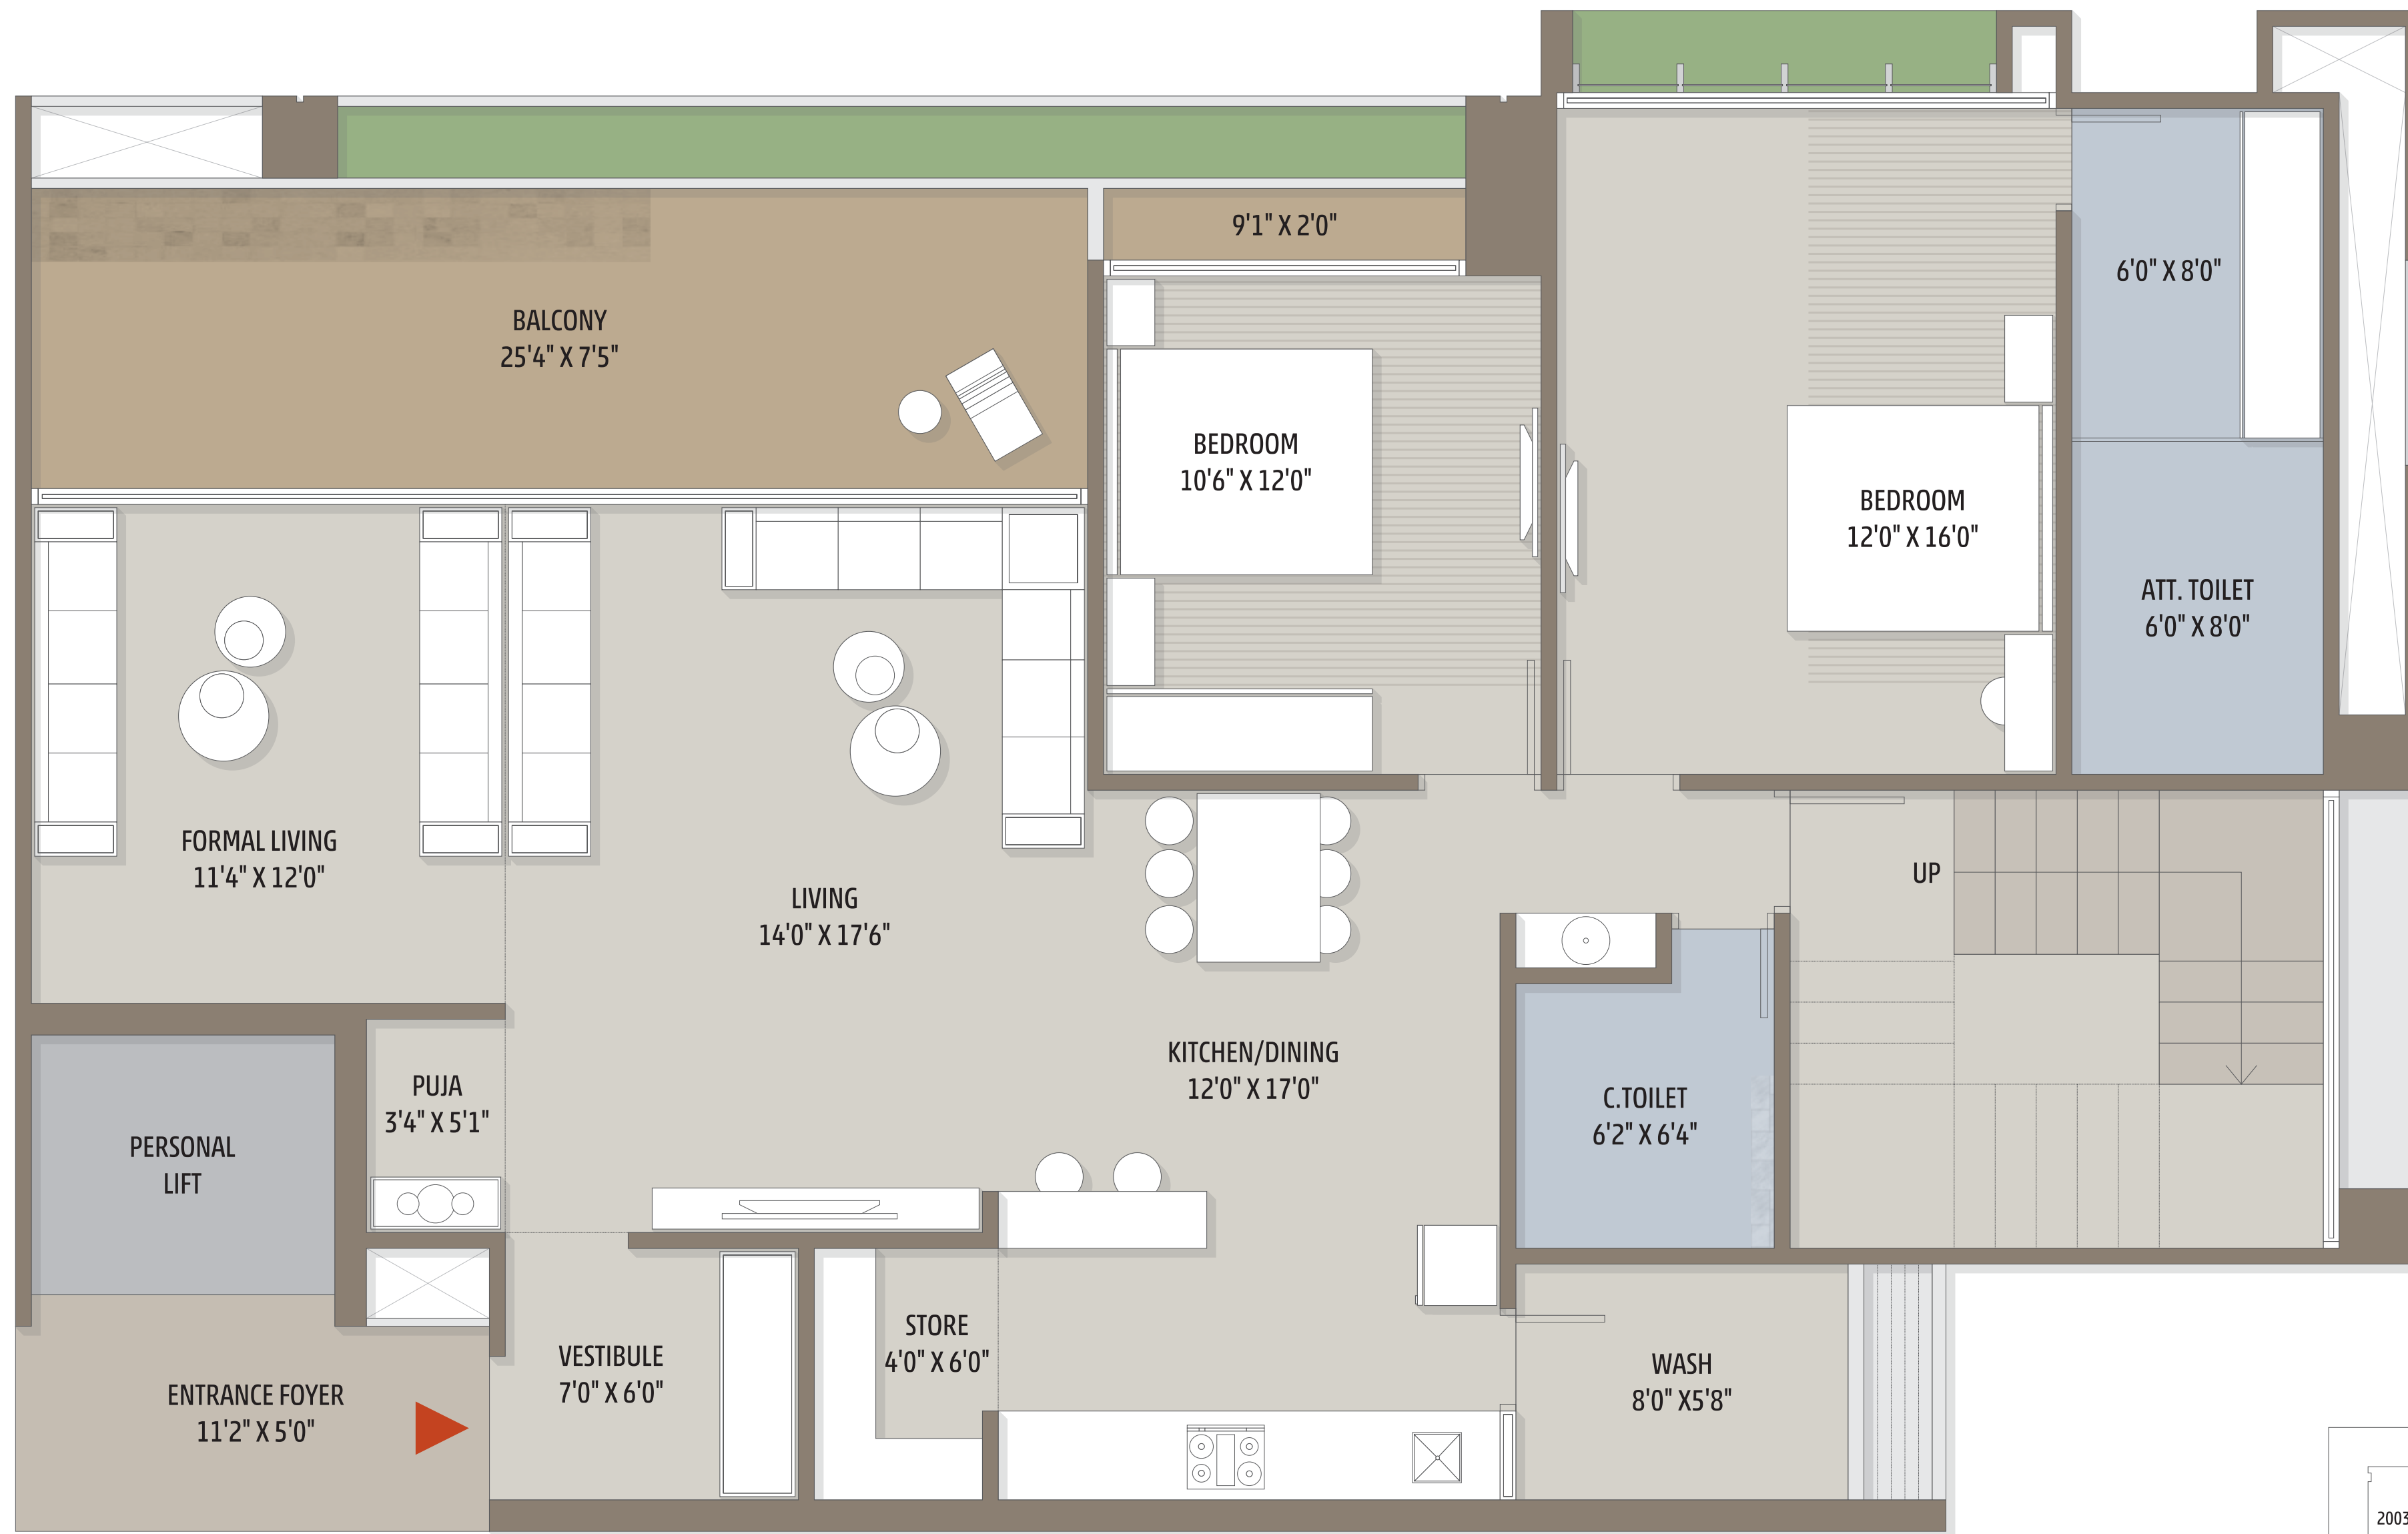 9'1" X 2'0"
6'0" X 8'0"
BALCONY
25'4" X 7'5"
BEDROOM
10'6" X 12'0"
BEDROOM
12'0" X 16'0"
ATT. TOILET
6'0" X 8'0"
FORMAL LIVING
11'4" X 12'0"
LIVING
14'0" X 17'6"
UP
KITCHEN/DINING
12'0" X 17'0"
PUJA
3'4" X 5'1"
C.TOILET
6'2" X 6'4"
PERSONAL
LIFT
STORE
4'0" X 6'0"
VESTIBULE
7'0" X 6'0"
WASH
8'0" X5'8"
ENTRANCE FOYER
11'2" X 5'0"
2003